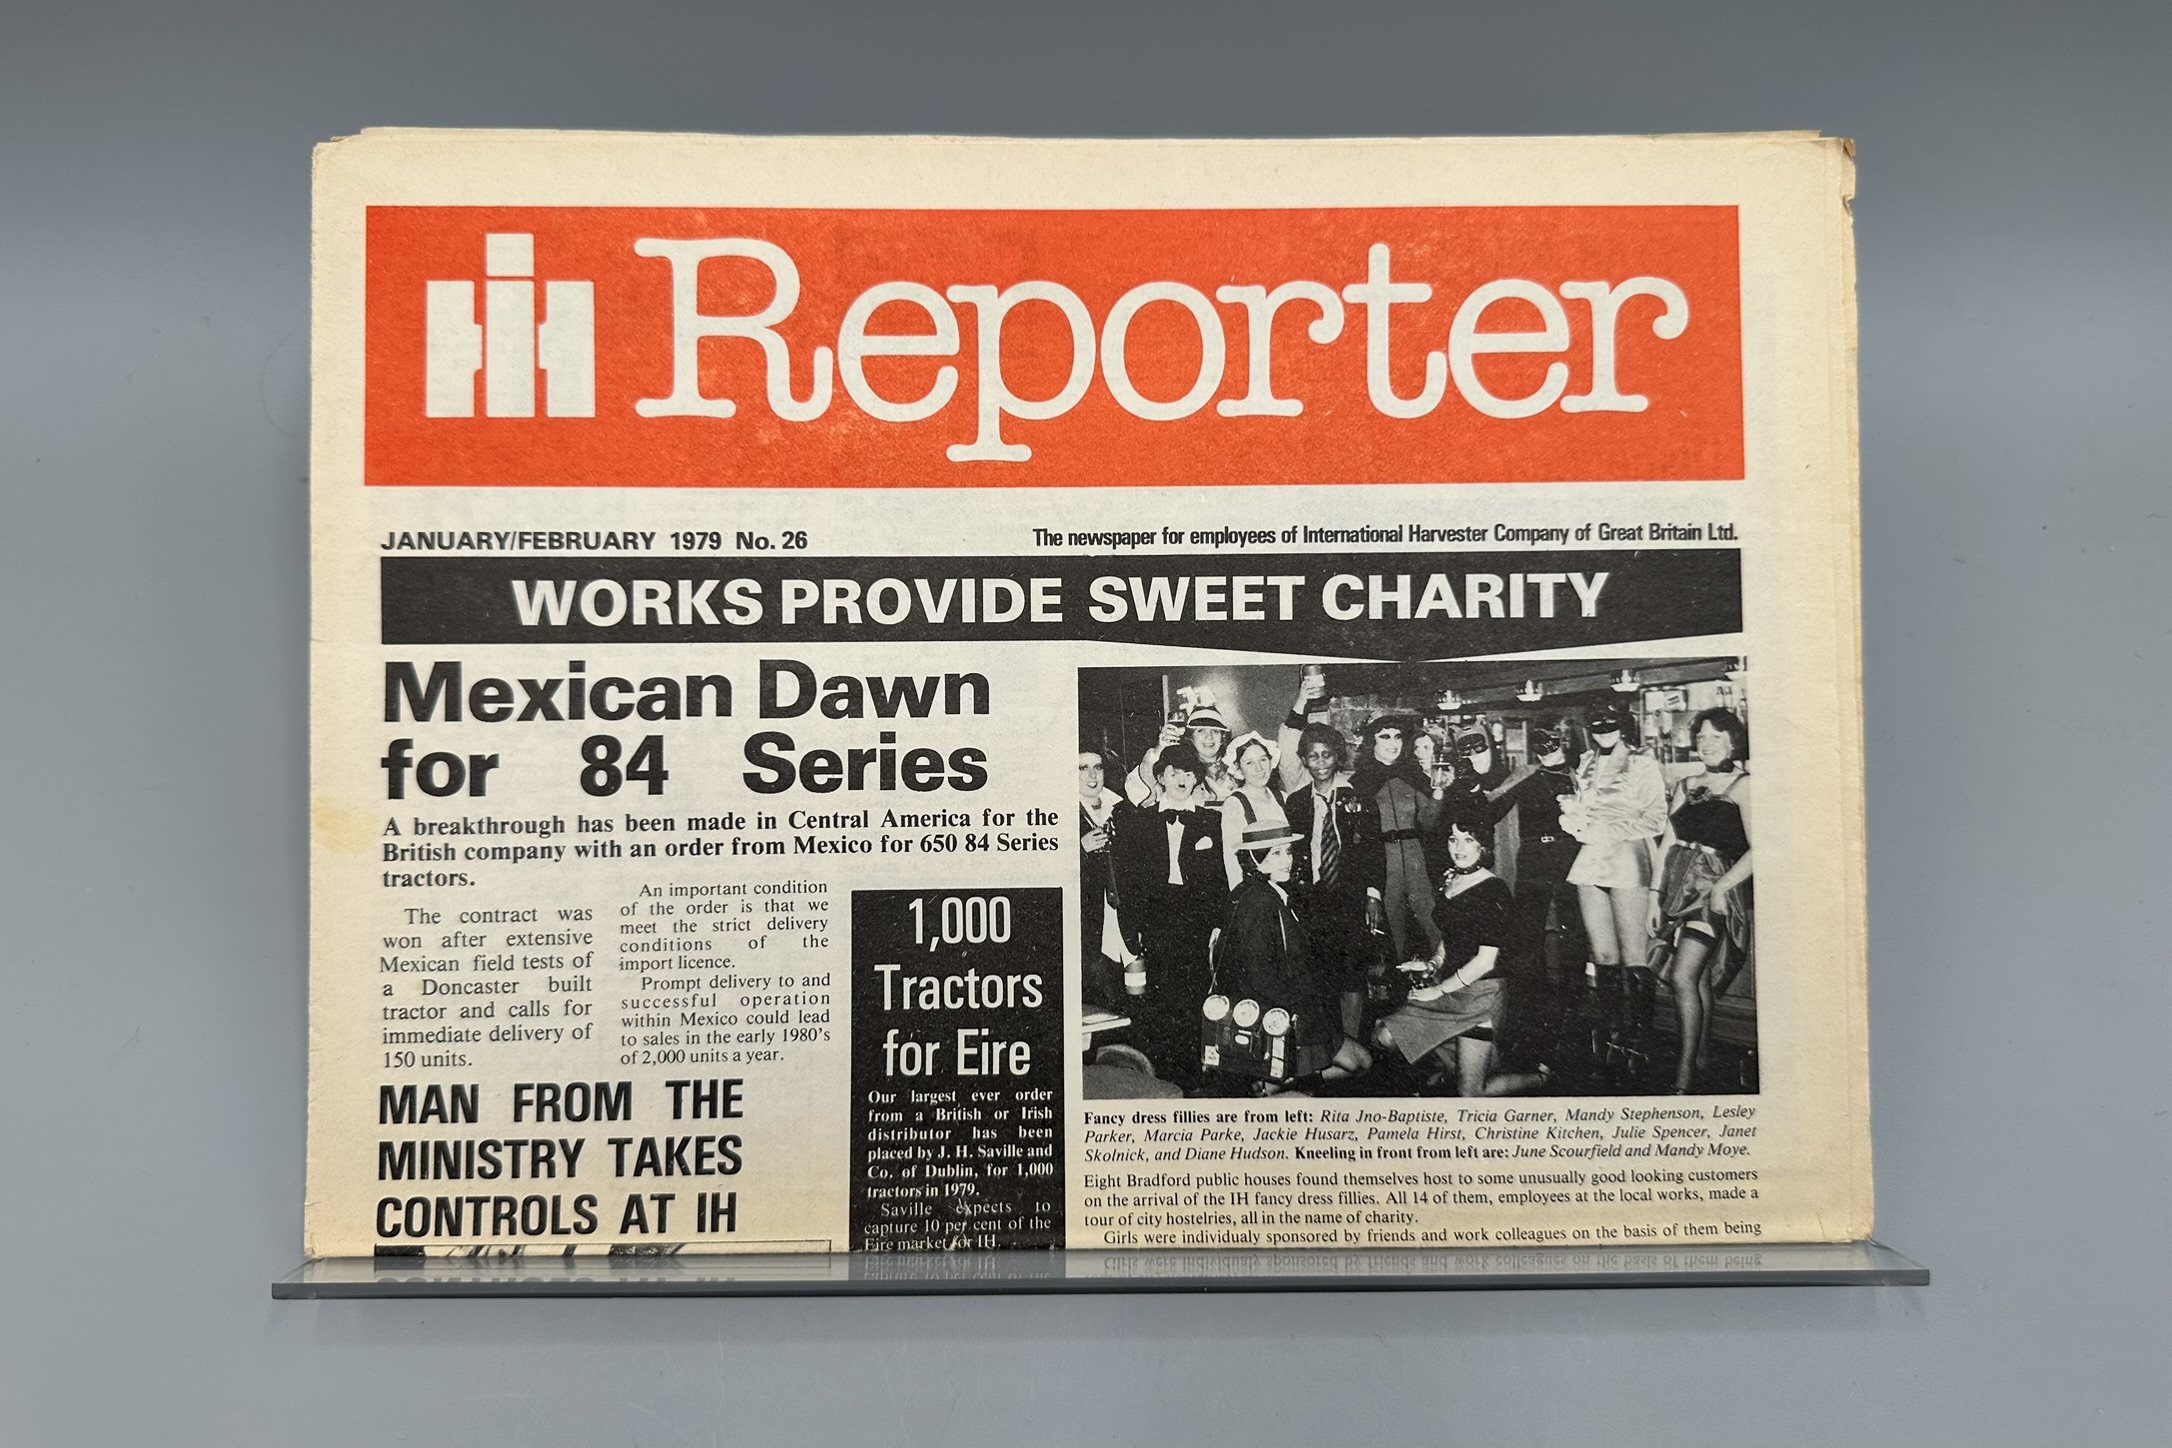 Reporter
JANUARY/FEBRUARY 1979 No. 26
The newspaper for employees of International Harvester Company of Great Britain Ltd.
WORKS PROVIDE SWEET CHARITY
Mexican Dawn
for 84 Series
A breakthrough has been made in Central America for the
British company with an order from Mexico for 650 84 Series
tractors.
The contract was
won after extensive
Mexican field tests of
a Doncaster built
tractor and calls for
immediate delivery of
150 units.
An important condition
of the order is that we
meet the strict delivery
conditions of the
import licence.
Prompt delivery to and
successful operation
within Mexico could lead
to sales in the early 1980's
of 2,000 units a year.
MAN FROM THE
MINISTRY TAKES
CONTROLS AT IH
1,000
Tractors
for Eire
Our largest ever order
from a British or Irish
distributor has been
placed by J. H. Saville and
Co. of Dublin, for 1,000
tractors in 1979.
Saville expects to
capture 10 per cent of the
Eire market for IH.
Fancy dress fillies are from left: Rita Jno-Baptiste, Tricia Garner, Mandy Stephenson, Lesley
Parker, Marcia Parke, Jackie Husarz, Pamela Hirst, Christine Kitchen, Julie Spencer, Janet
Skolnick, and Diane Hudson. Kneeling in front from left are: June Scourfield and Mandy Moye.
Eight Bradford public houses found themselves host to some unusually good looking customers
on the arrival of the IH fancy dress fillies. All 14 of them, employees at the local works, made a
tour of city hostelries, all in the name of charity.
Girls were individualy sponsored by friends and work colleagues on the basis of them being